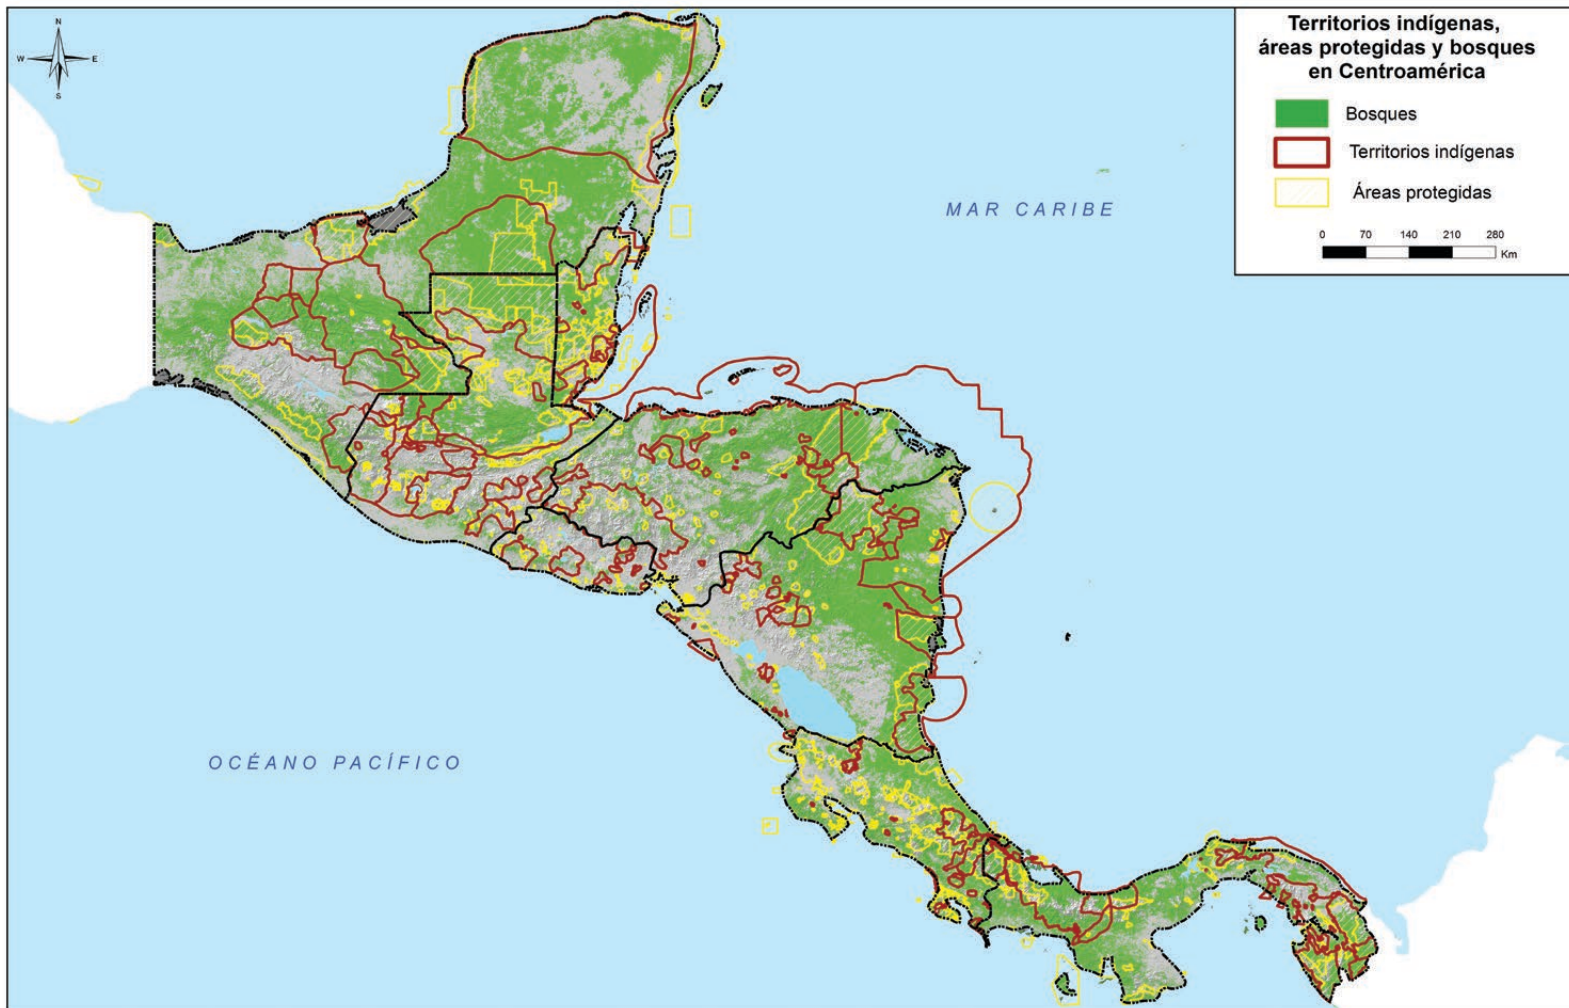 N
W
E
S
Territorios indígenas,
áreas protegidas y bosques
en Centroamérica
Bosques
Territorios indígenas
Áreas protegidas
0 70 140 210 280
Km
MAR CARIBE
OCÉANO PACÍFICO